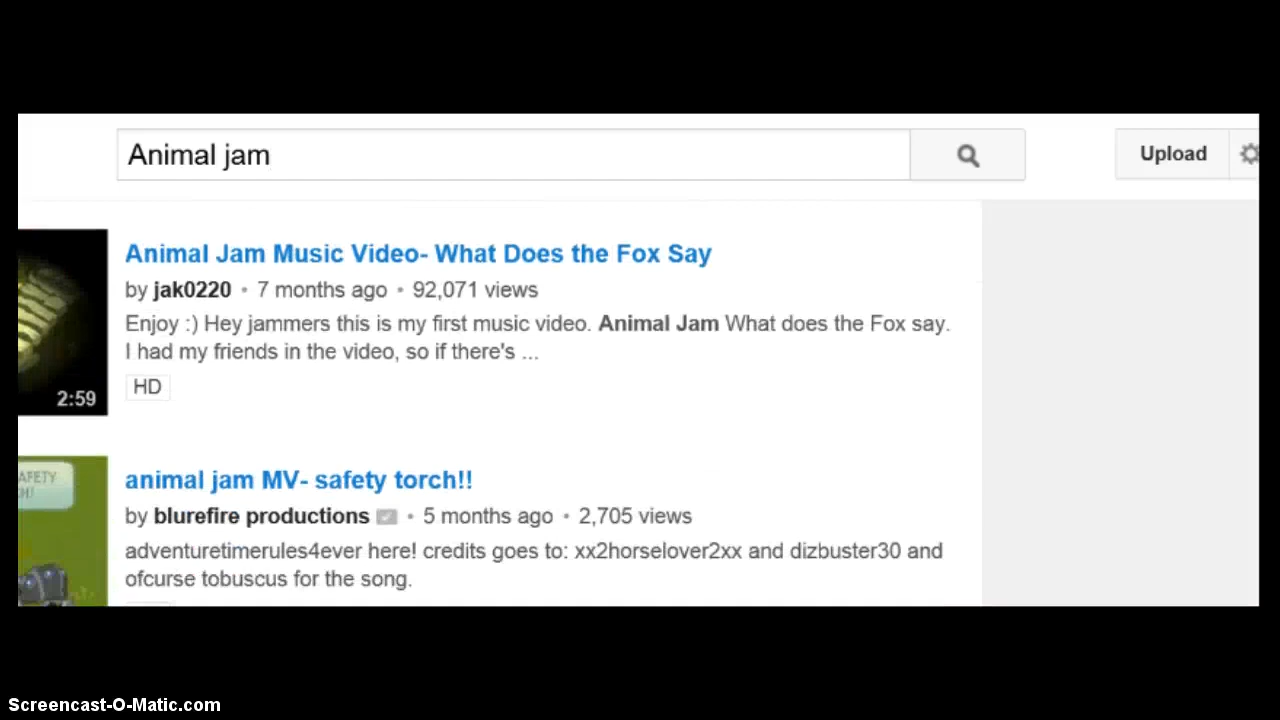 Animal jam
Upload
Animal Jam Music Video- What Does the Fox Say
by jak0220 • 7 months ago • 92,071 views
Enjoy :) Hey jammers this is my first music video. Animal Jam What does the Fox say.
I had my friends in the video, so if there's ...
HD
2:59
AFETY
animal jam MV- safety torch!!
by blurefire productions • 5 months ago • 2,705 views
adventuretimerules4ever here! credits goes to: xx2horselover2xx and dizbuster30 and
ofcurse tobuscus for the song.
Screencast-O-Matic.com